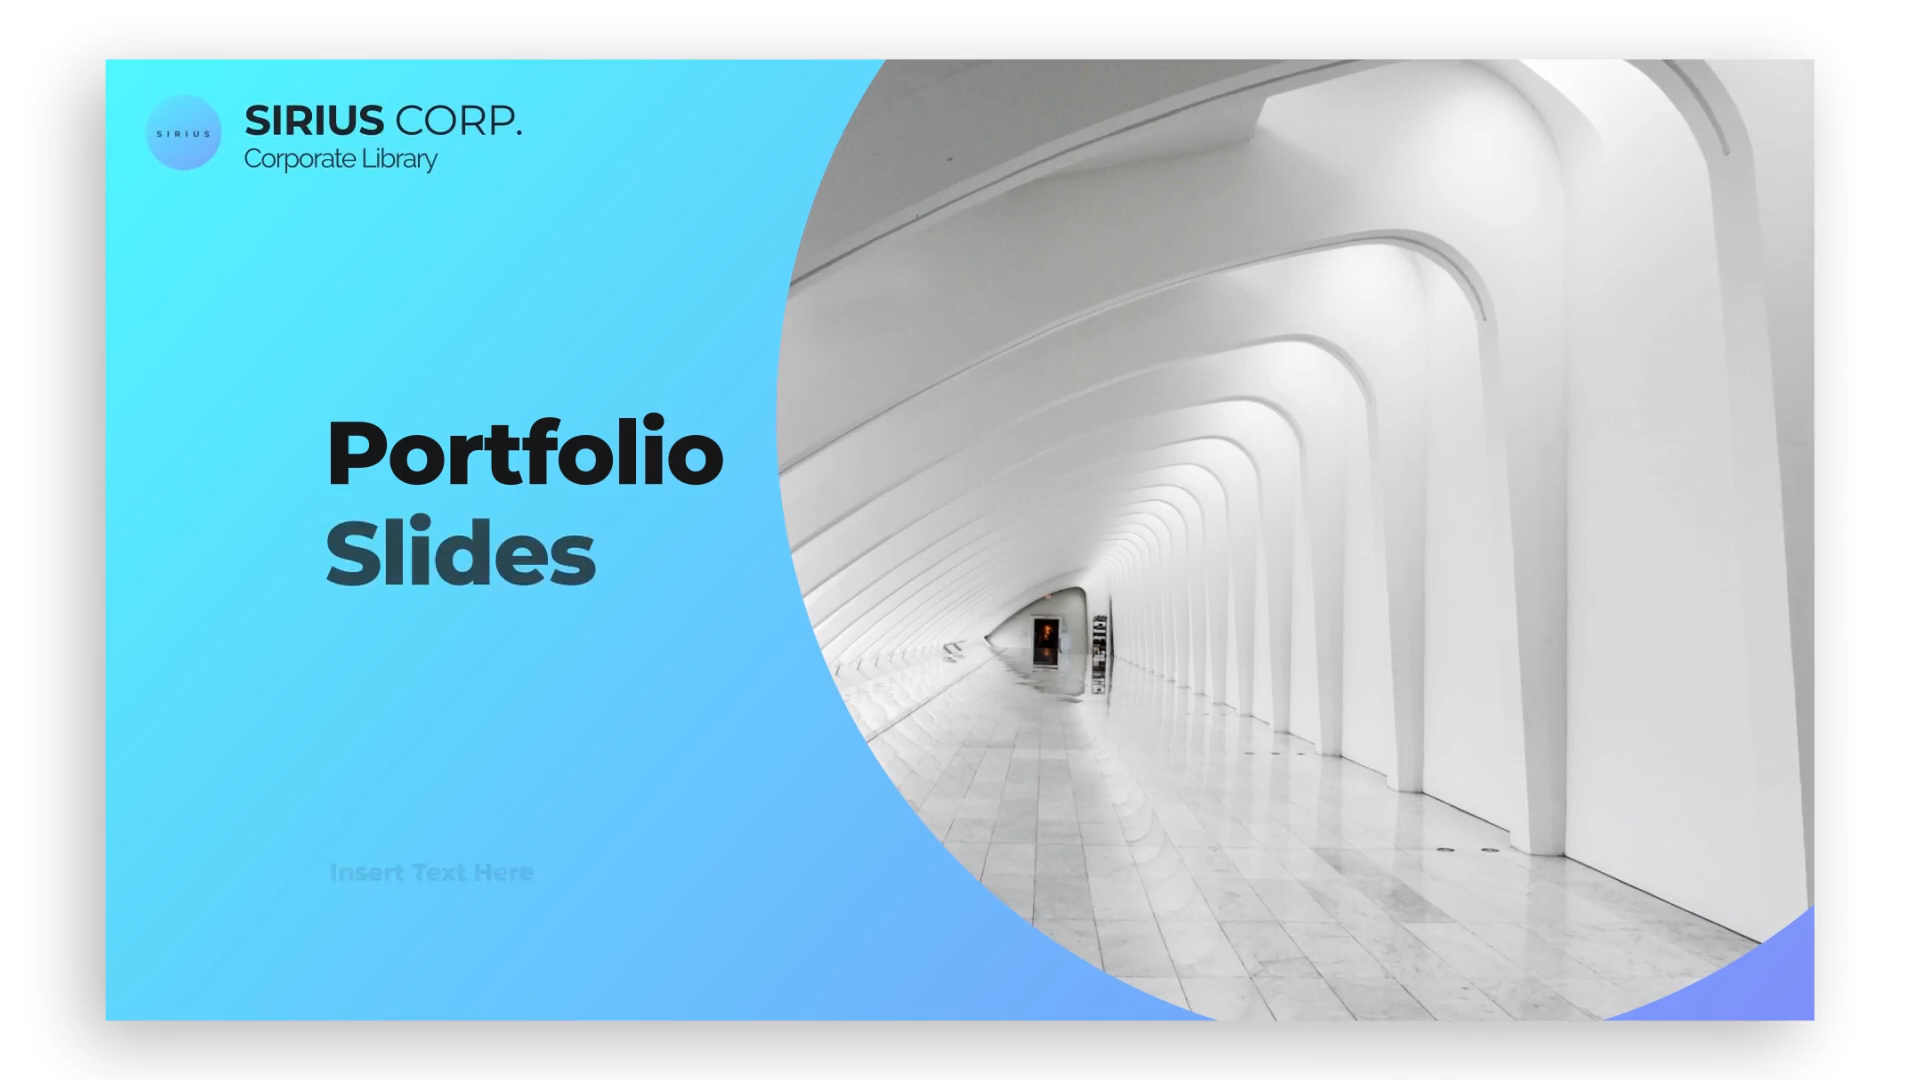 SIRIUS
SIRIUS CORP.
Corporate Library
Portfolio
Slides
Insert Text Here